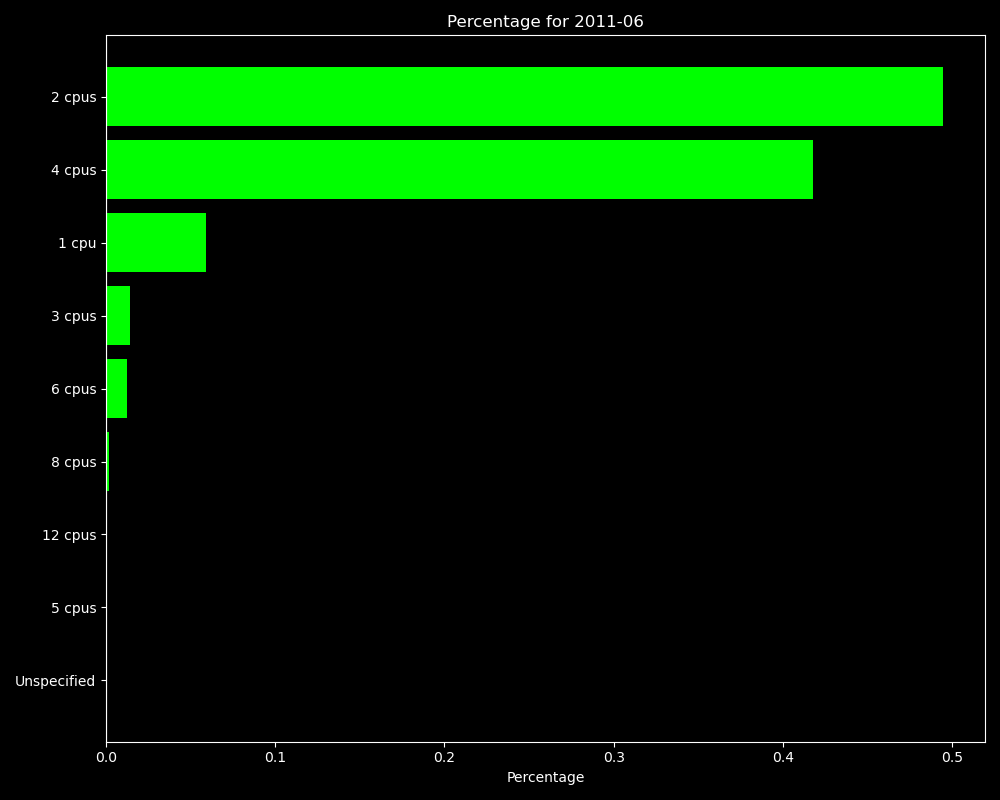 Percentage for 2011-06
2 cpus
4 cpus
1 cpu
3 cpus
6 cpus
8 cpus
12 cpus
5 cpus
Unspecified
0.0 0.1 0.2 0.3 0.4 0.5
Percentage